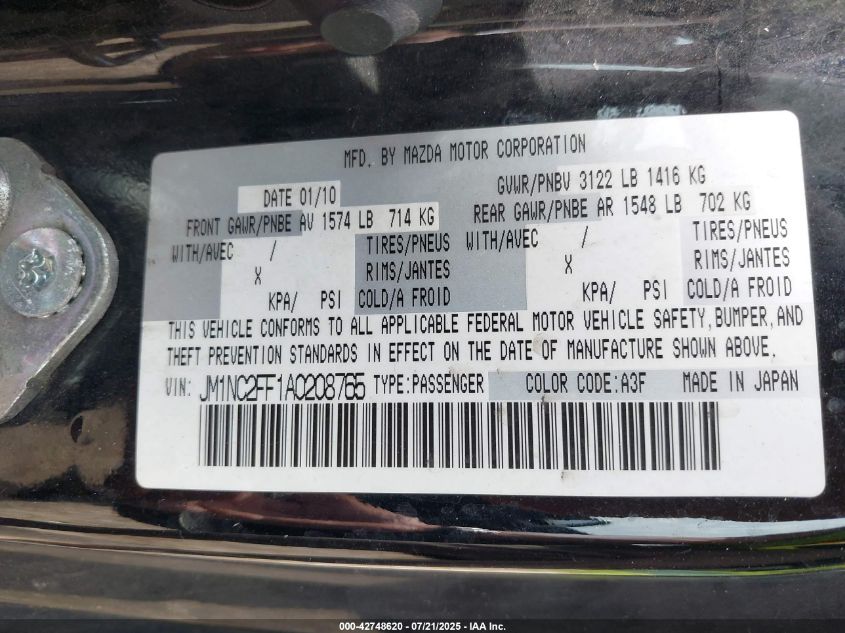 MFD. BY MAZDA MOTOR CORPORATION
DATE 01/10 GVWR/PNBV 3122 LB 1416 KG
FRONT GAWR/PNBE AV 1574 LB 714 KG REAR GAWR/PNBE AR 1548 LB 702 KG
WITH/AVEC / TIRES/PNEUS WITH/AVEC / TIRES/PNEUS
X RIMS/JANTES X RIMS/JANTES
KPA/ PSI COLD/A FROID KPA/ PSI COLD/A FROID
THIS VEHICLE CONFORMS TO ALL APPLICABLE FEDERAL MOTOR VEHICLE SAFETY, BUMPER, AND
THEFT PREVENTION STANDARDS IN EFFECT ON THE DATE OF MANUFACTURE SHOWN ABOVE.
VIN: JM1NC2FF1A0208765 TYPE:PASSENGER COLOR CODE:A3F MADE IN JAPAN
000-42748620 - 07/21/2025 - IAA Inc.